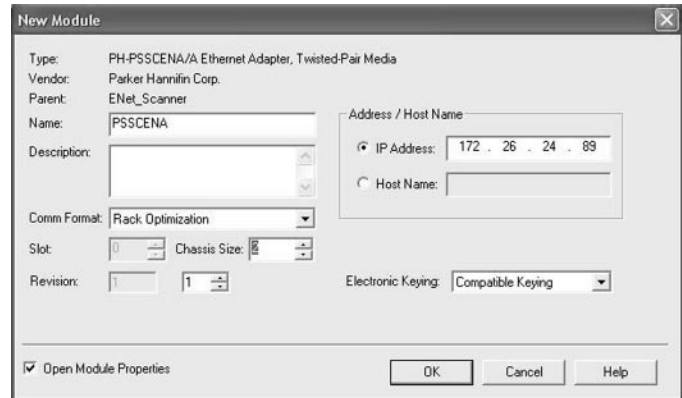 New Module
Type: PH-PSSCENA/A Ethernet Adapter, Twisted-Pair Media
Vendor: Parker Hannifin Corp.
Parent: ENet_Scanner
Name: PSSCENA
Address / Host Name
IP Address: 172 . 26 . 24 . 89
Description:
Host Name:
Comm Format: Rack Optimization
Slot: 0 Chassis Size:
Revision: 1 1 Electronic Keying: Compatible Keying
Open Module Properties OK Cancel Help